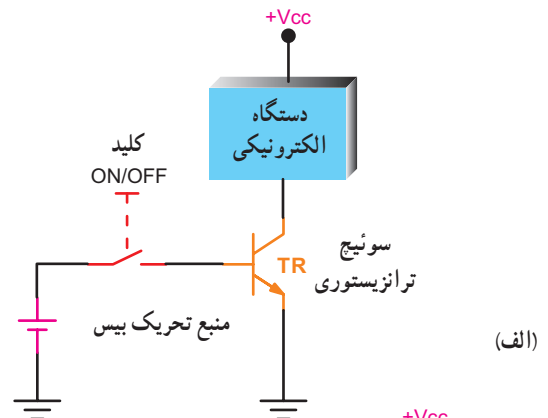 +Vcc
دستگاه
الکترونیکی
کلید
ON/OFF
TR
سوئیچ
ترانزیستوری
منبع تحریک بیس
(الف)
+Vcc